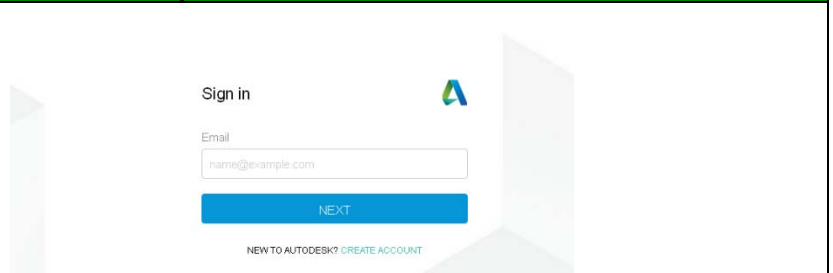 Sign in
Email
name@example.com
NEXT
NEW TO AUTODESK? CREATE ACCOUNT